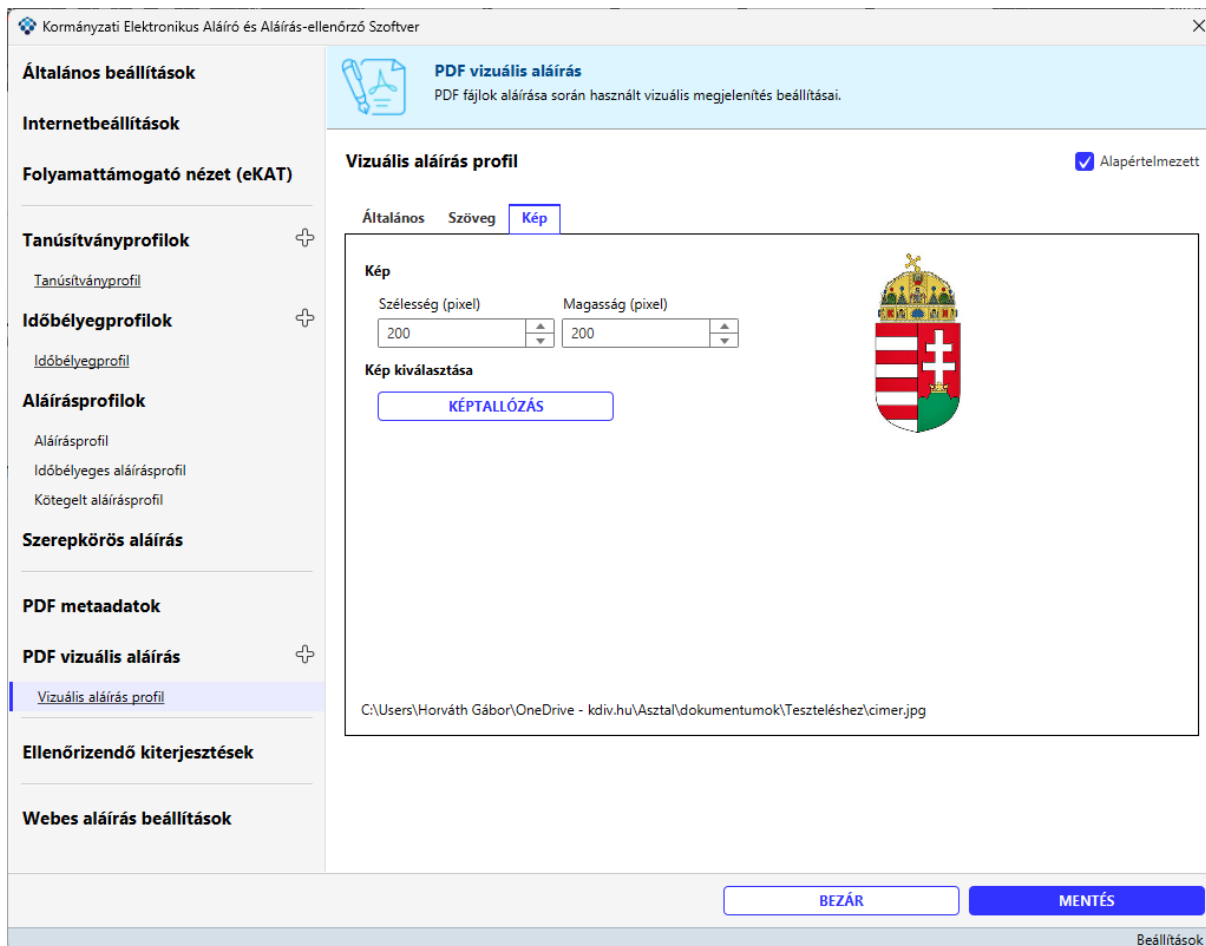 Kormányzati Elektronikus Aláíró és Aláírás-ellenőrző Szoftver
Általános beállítások
Internetbeállítások
Folyamattámogató nézet (eKAT)
Tanúsítványprofilok
Tanúsítványprofil
Időbélyegprofilok
Időbélyegprofil
Aláírásprofilok
Aláírásprofil
Időbélyeges aláírásprofil
Kötegelt aláírásprofil
Szerepkörös aláírás
PDF metaadatok
PDF vizuális aláírás
Vizuális aláírás profil
Ellenőrizendő kiterjesztések
Webes aláírás beállítások
PDF vizuális aláírás
PDF fájlok aláírása során használt vizuális megjelenítés beállításai.
Vizuális aláírás profil
Alapértelmezett
Általános Szöveg Kép
Kép
Szélesség (pixel) Magasság (pixel)
200 200
Kép kiválasztása
KÉPTALLÓZÁS
C:\Users\Horváth Gábor\OneDrive - kdiv.hu\Asztal\dokumentumok\Teszteléshez\cimer.jpg
BEZÁR MENTÉS
Beállítások